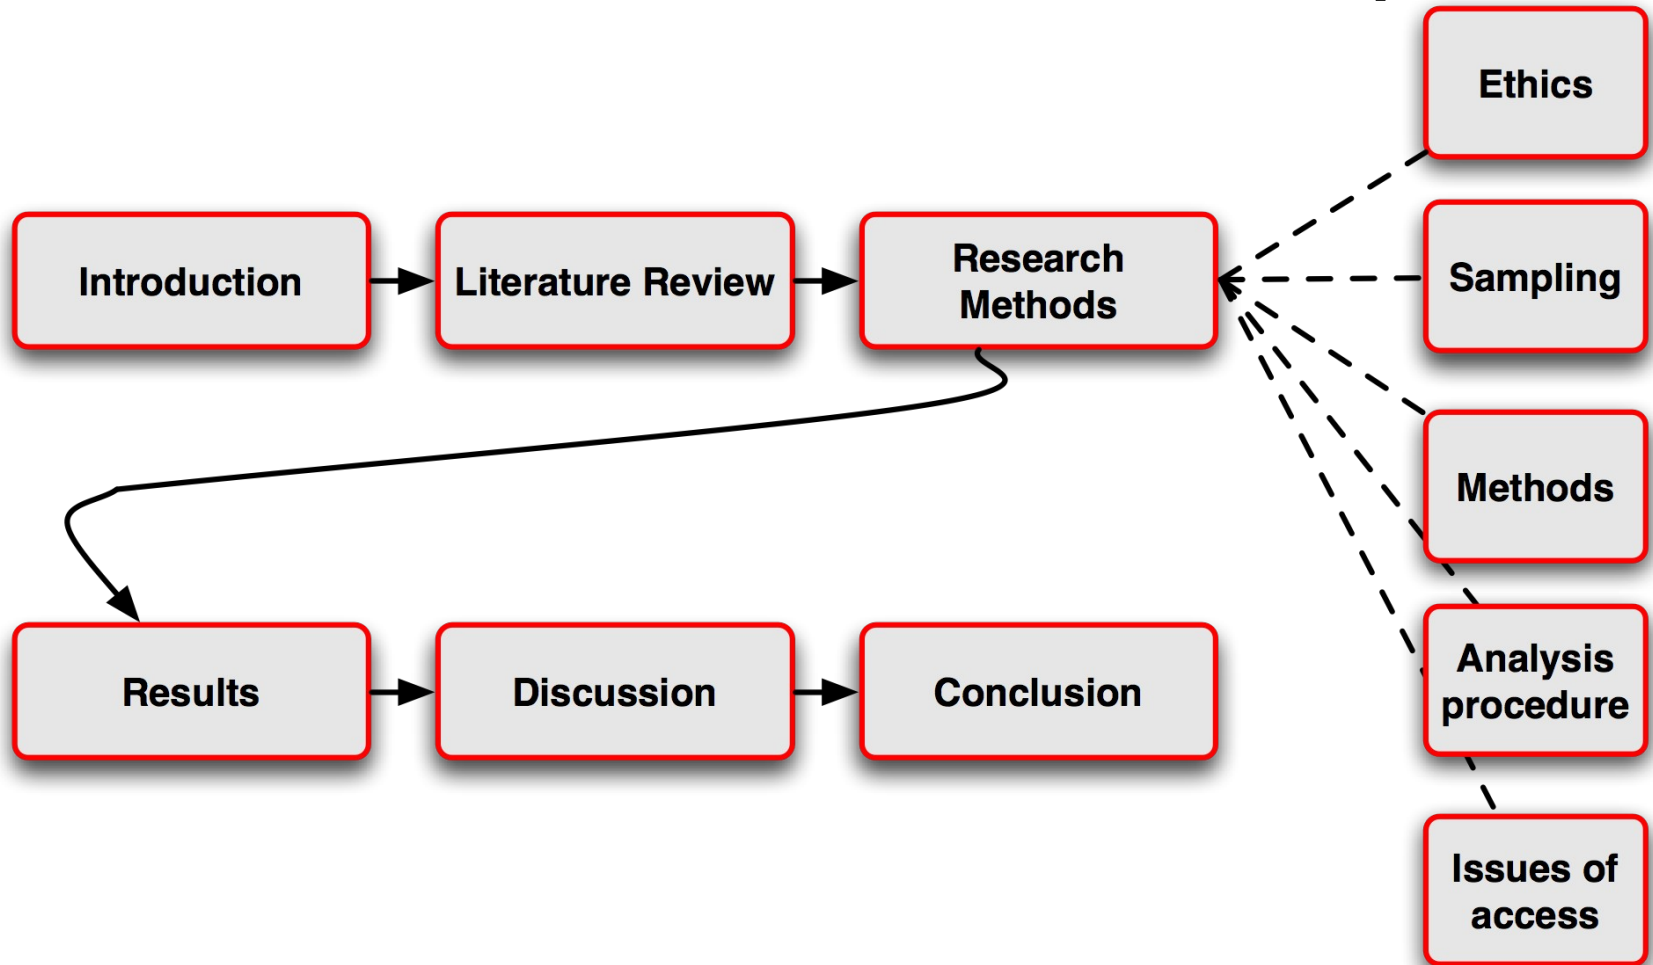 Introduction
Literature Review
Research
Methods
Results
Discussion
Conclusion
Ethics
Sampling
Methods
Analysis
procedure
Issues of
access